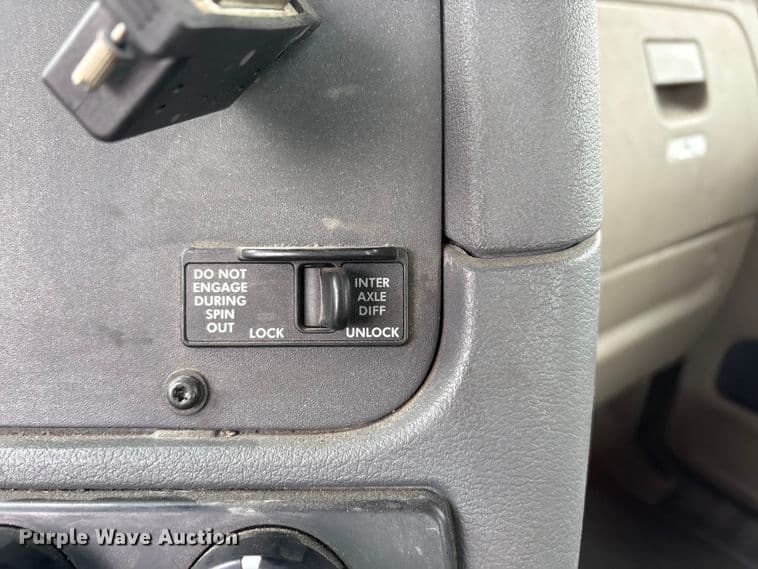 DO NOT
ENGAGE
DURING
SPIN
OUT
LOCK
INTER
AXLE
DIFF
UNLOCK
Purple Wave Auction